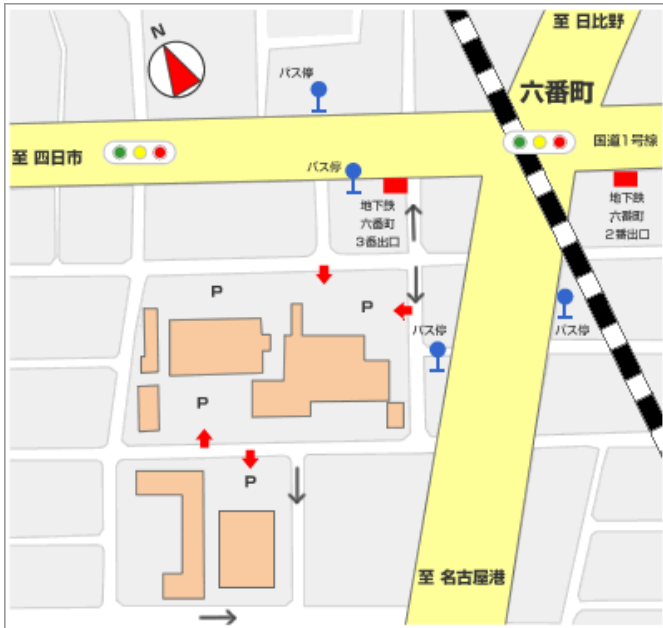 至 日比野
N
バス停
六番町
国道1号線
至 四日市
バス停
地下鉄
六番町
3番出口
地下鉄
六番町
2番出口
P
P
バス停
バス停
P
P
至 名古屋港